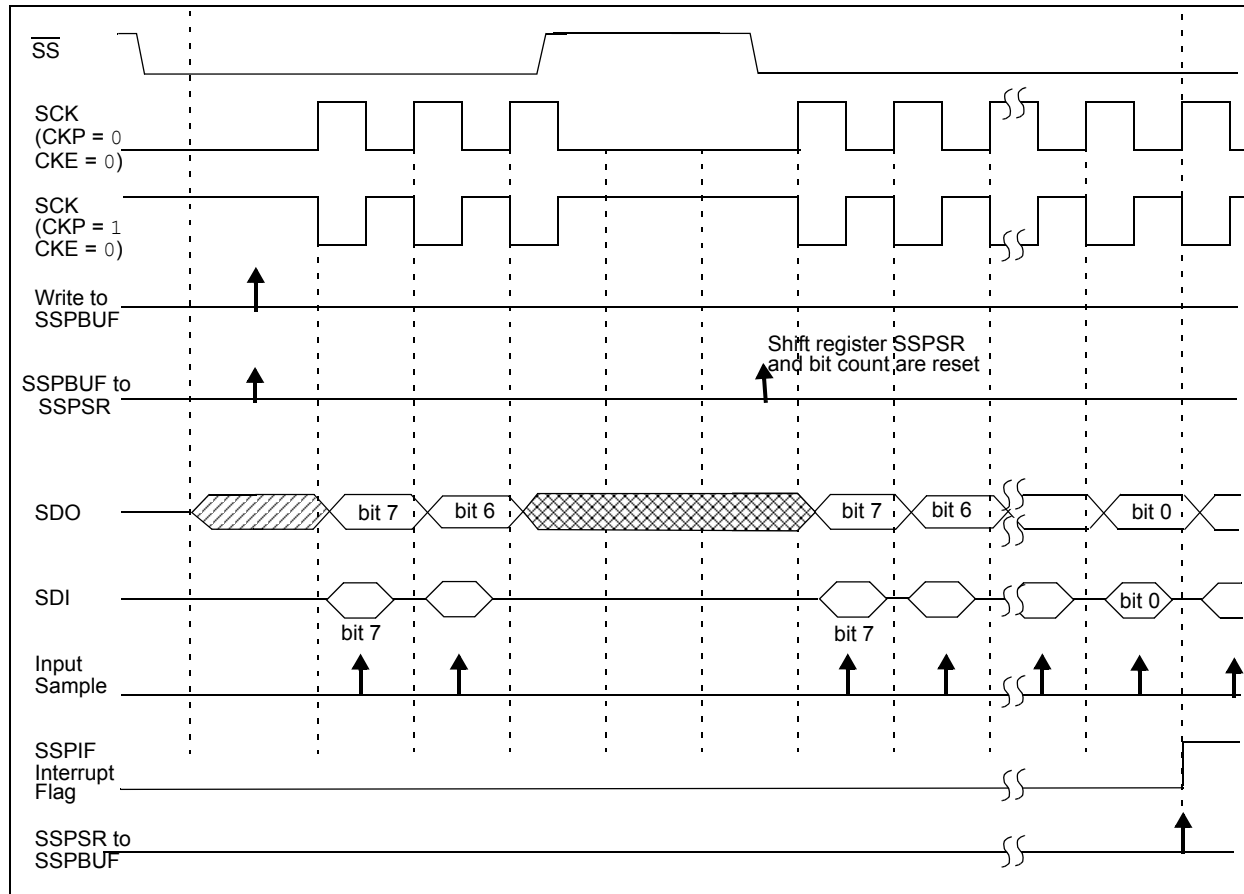 SS
SCK
(CKP = 0
CKE = 0)
SCK
(CKP = 1
CKE = 0)
Write to
SSPBUF
Shift register SSPSR
and bit count are reset
SSPBUF to
SSPSR
SDO
bit 7
bit 6
bit 7
bit 6
bit 0
SDI
bit 7
bit 7
bit 0
Input
Sample
SSPIF
Interrupt
Flag
SSPSR to
SSPBUF